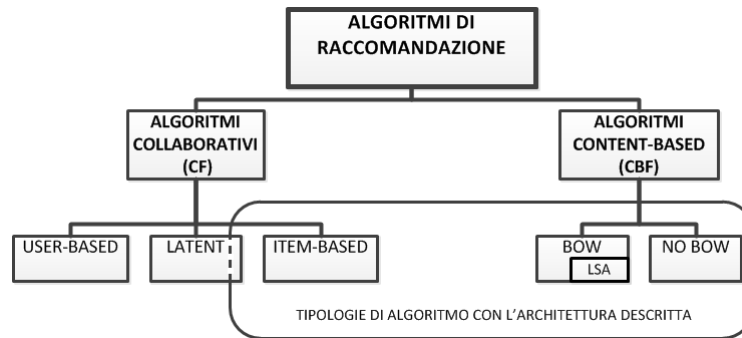 ALGORITMI DI
RACCOMANDAZIONE
ALGORITMI
COLLABORATIVI
(CF)
ALGORITMI
CONTENT-BASED
(CBF)
USER-BASED
LATENT
ITEM-BASED
BOW
LSA
NO BOW
TIPOLOGIE DI ALGORITMO CON L'ARCHITETTURA DESCRITTA